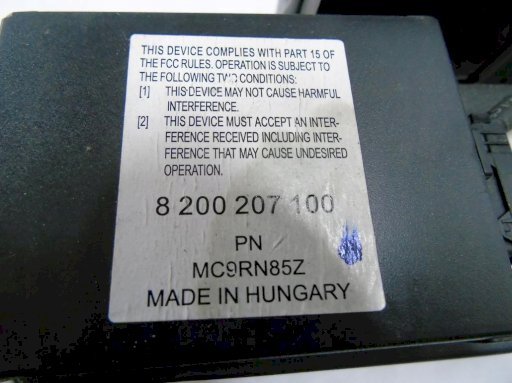 THIS DEVICE COMPLIES WITH PART 15 OF
THE FCC RULES. OPERATION IS SUBJECT TO
THE FOLLOWING TWO CONDITIONS:
[1] THIS DEVICE MAY NOT CAUSE HARMFUL
INTERFERENCE.
[2] THIS DEVICE MUST ACCEPT AN INTER-
FERENCE RECEIVED INCLUDING INTER-
FERENCE THAT MAY CAUSE UNDESIRED
OPERATION.
8 200 207 100
PN
MC9RN85Z
MADE IN HUNGARY